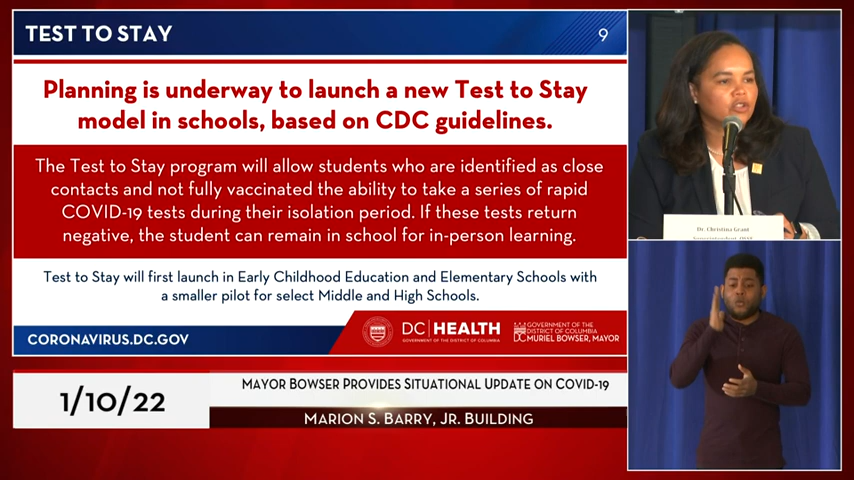 TEST TO STAY
9
Planning is underway to launch a new Test to Stay
model in schools, based on CDC guidelines.
The Test to Stay program will allow students who are identified as close
contacts and not fully vaccinated the ability to take a series of rapid
COVID-19 tests during their isolation period. If these tests return
negative, the student can remain in school for in-person learning.
Test to Stay will first launch in Early Childhood Education and Elementary Schools with
a smaller pilot for select Middle and High Schools.
CORONAVIRUS.DC.GOV
DC HEALTH
GOVERNMENT OF THE DISTRICT OF COLUMBIA
GOVERNMENT OF THE
DISTRICT OF COLUMBIA
MURIEL BOWSER, MAYOR
Dr. Christina Grant
1/10/22
MAYOR BOWSER PROVIDES SITUATIONAL UPDATE ON COVID-19
MARION S. BARRY, JR. BUILDING